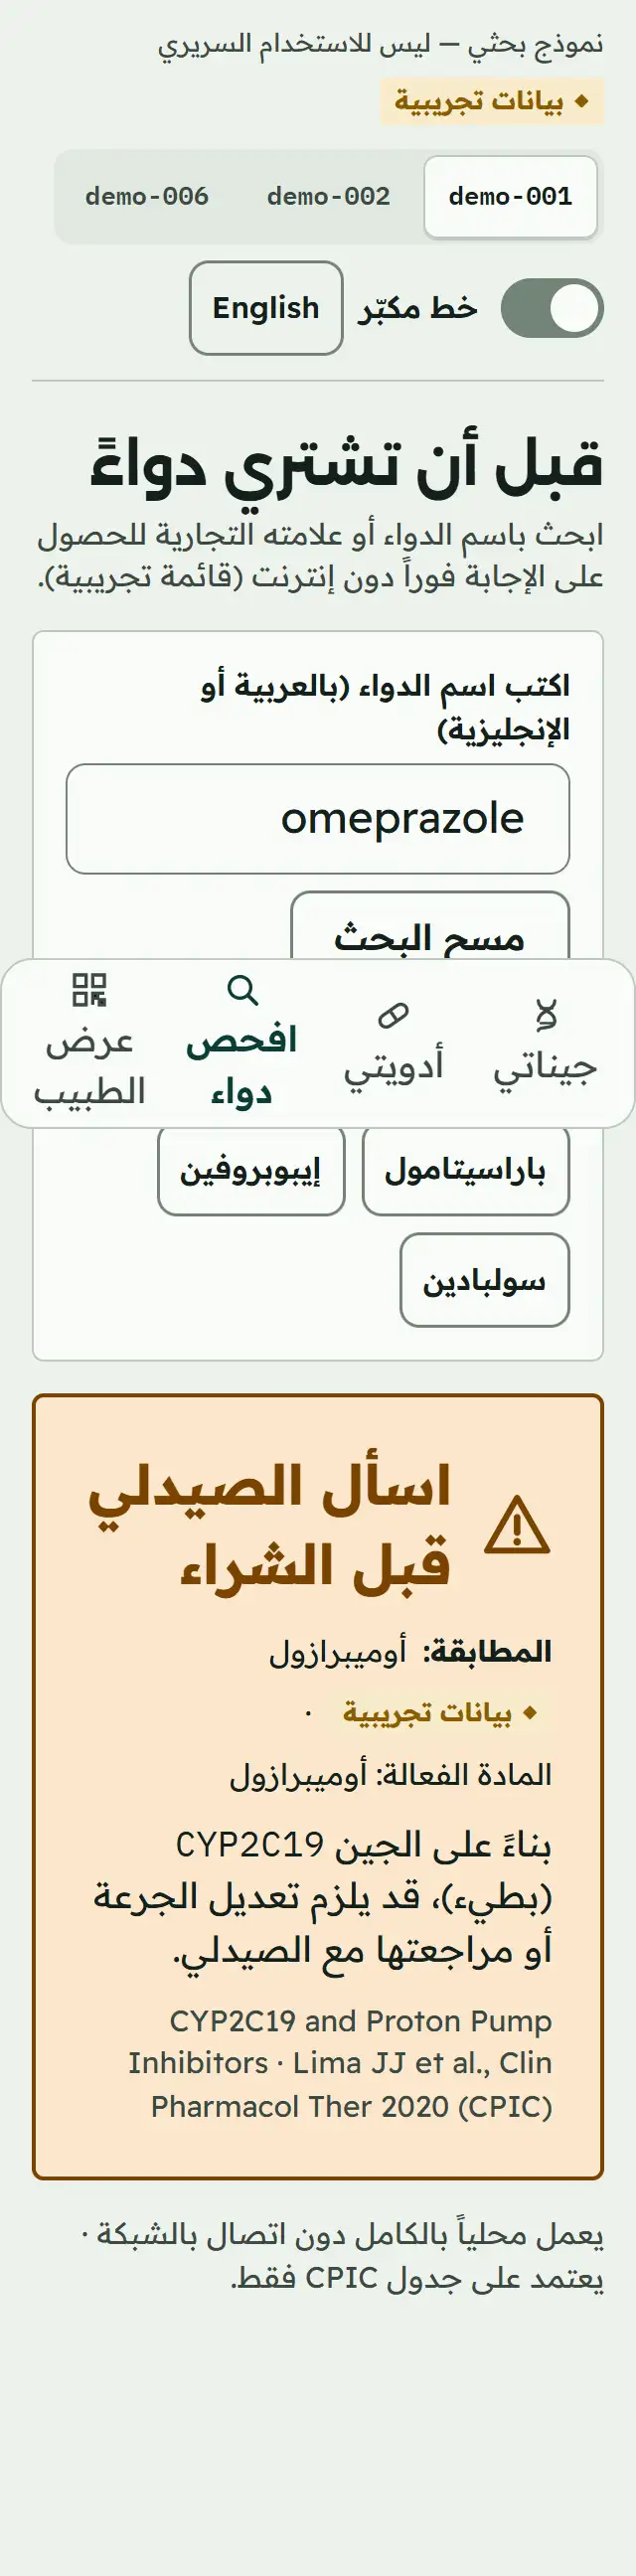 نموذج بحثي — ليس للاستخدام السريري
◆ بيانات تجريبية
demo-001 demo-002 demo-006
خط مكبّر English
قبل أن تشتري دواءً
ابحث باسم الدواء أو علامته التجارية للحصول
على الإجابة فوراً دون إنترنت (قائمة تجريبية).
اكتب اسم الدواء (بالعربية أو
الإنجليزية)
omeprazole
مسح البحث
جيناتي
أدويتي
افحص
دواء
عرض
الطبيب
باراسيتامول إيبوبروفين
سولبادين
اسأل الصيدلي
قبل الشراء
المطابقة: أوميبرازول
◆ بيانات تجريبية ·
المادة الفعالة: أوميبرازول
بناءً على الجين CYP2C19
(بطيء)، قد يلزم تعديل الجرعة
أو مراجعتها مع الصيدلي.
CYP2C19 and Proton Pump
Inhibitors · Lima JJ et al., Clin
Pharmacol Ther 2020 (CPIC)
يعمل محلياً بالكامل دون اتصال بالشبكة ·
يعتمد على جدول CPIC فقط.